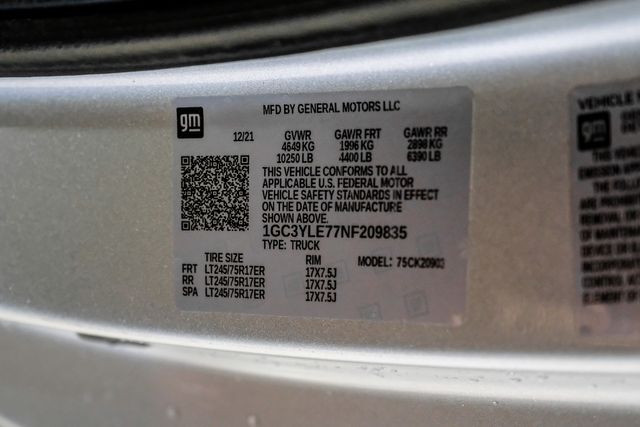 gm
MFD BY GENERAL MOTORS LLC
12/21 GVWR GAWR FRT GAWR RR
4649 KG 1996 KG 2898 KG
10250 LB 4400 LB 6390 LB
THIS VEHICLE CONFORMS TO ALL
APPLICABLE U.S. FEDERAL MOTOR
VEHICLE SAFETY STANDARDS IN EFFECT
ON THE DATE OF MANUFACTURE
SHOWN ABOVE.
1GC3YLE77NF209835
TYPE: TRUCK
TIRE SIZE RIM MODEL: 75CK20903
FRT LT245/75R17ER 17X7.5J
RR LT245/75R17ER 17X7.5J
SPA LT245/75R17ER 17X7.5J
VEHICLE
gm
THIS